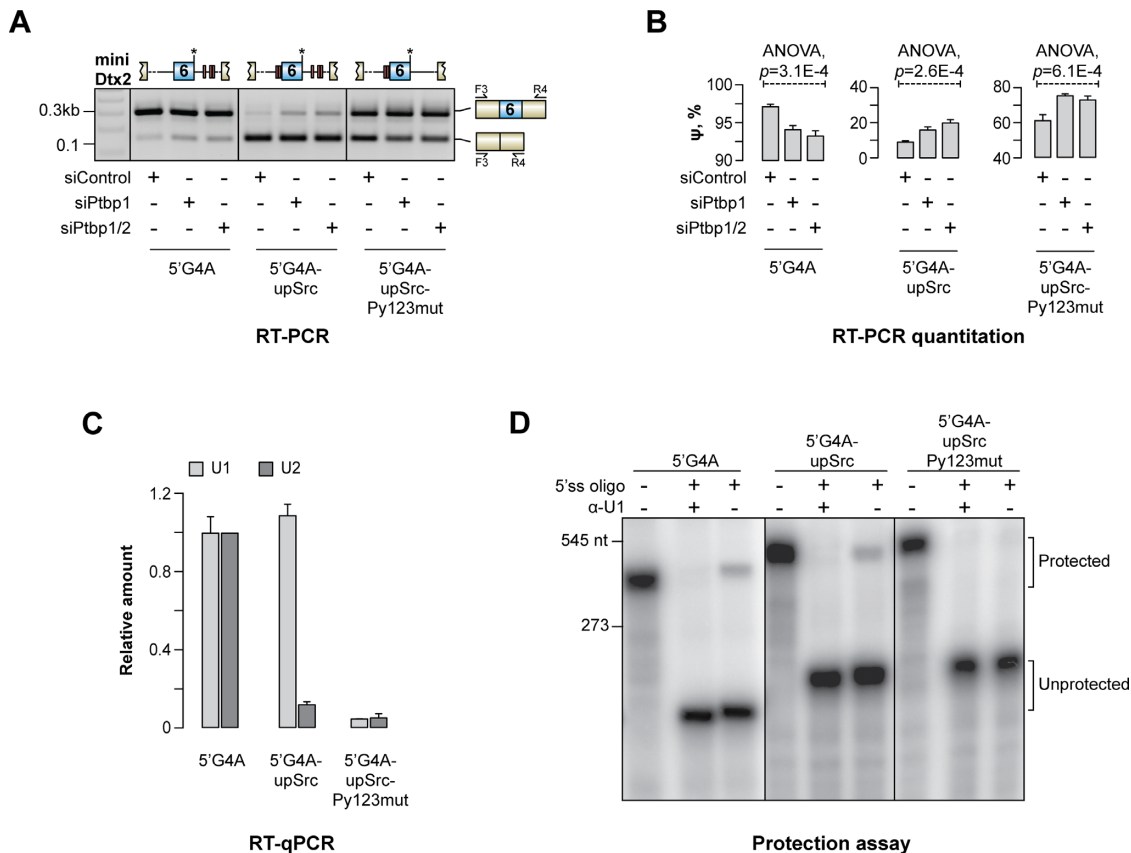 A
mini
Dtx2
*
*
*
6
6
6
F3
R4
6
F3
R4
0.3kb
0.1
siControl + - - + - - + - -
siPtbp1 - + - - + - - + -
siPtbp1/2 - - + - - + - - +
5'G4A
5'G4A-
upSrc
5'G4A-
upSrc-
Py123mut
RT-PCR
B
ANOVA,
p=3.1E-4
ANOVA,
p=2.6E-4
ANOVA,
p=6.1E-4
ψ, %
100
95
90
40
20
0
80
60
40
siControl + - - + - - + - -
siPtbp1 - + - - + - - + -
siPtbp1/2 - - + - - + - - +
5'G4A
5'G4A-
upSrc
5'G4A-
upSrc-
Py123mut
RT-PCR quantitation
C
U1
U2
Relative amount
1.2
0.8
0.4
0
5'G4A
5'G4A-
upSrc
5'G4A-
upSrc-
Py123mut
RT-qPCR
D
5'G4A
5'G4A-
upSrc
5'G4A-
upSrc
Py123mut
5'ss oligo - + + - + + - + +
α-U1 - + - - + - - + -
545 nt
273
Protected
Unprotected
Protection assay